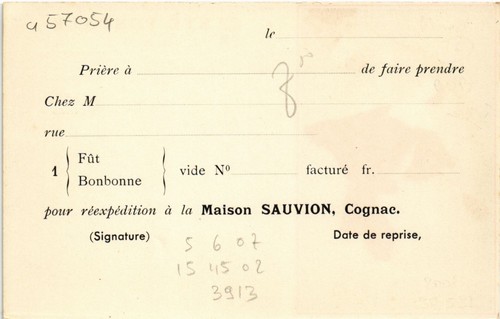 a 57054
le
Prière à de faire prendre
Chez M
rue
1 { Fût Bonbonne } vide Nº facturé fr.
pour réexpédition à la Maison SAUVION, Cognac.
(Signature) Date de reprise,
5 6 07
15 45 02
3913